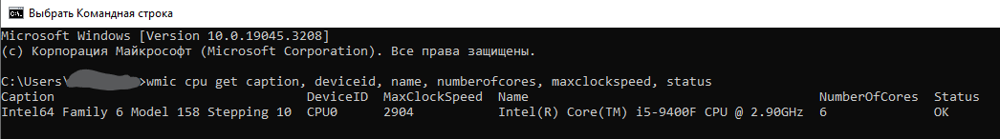 Выбрать Командная строка
Microsoft Windows [Version 10.0.19045.3208]
(c) Корпорация Майкрософт (Microsoft Corporation). Все права защищены.
C:\Users\ >wmic cpu get caption, deviceid, name, numberofcores, maxclockspeed, status
Caption DeviceID MaxClockSpeed Name NumberOfCores Status
Intel64 Family 6 Model 158 Stepping 10 CPU0 2904 Intel(R) Core(TM) i5-9400F CPU @ 2.90GHz 6 OK